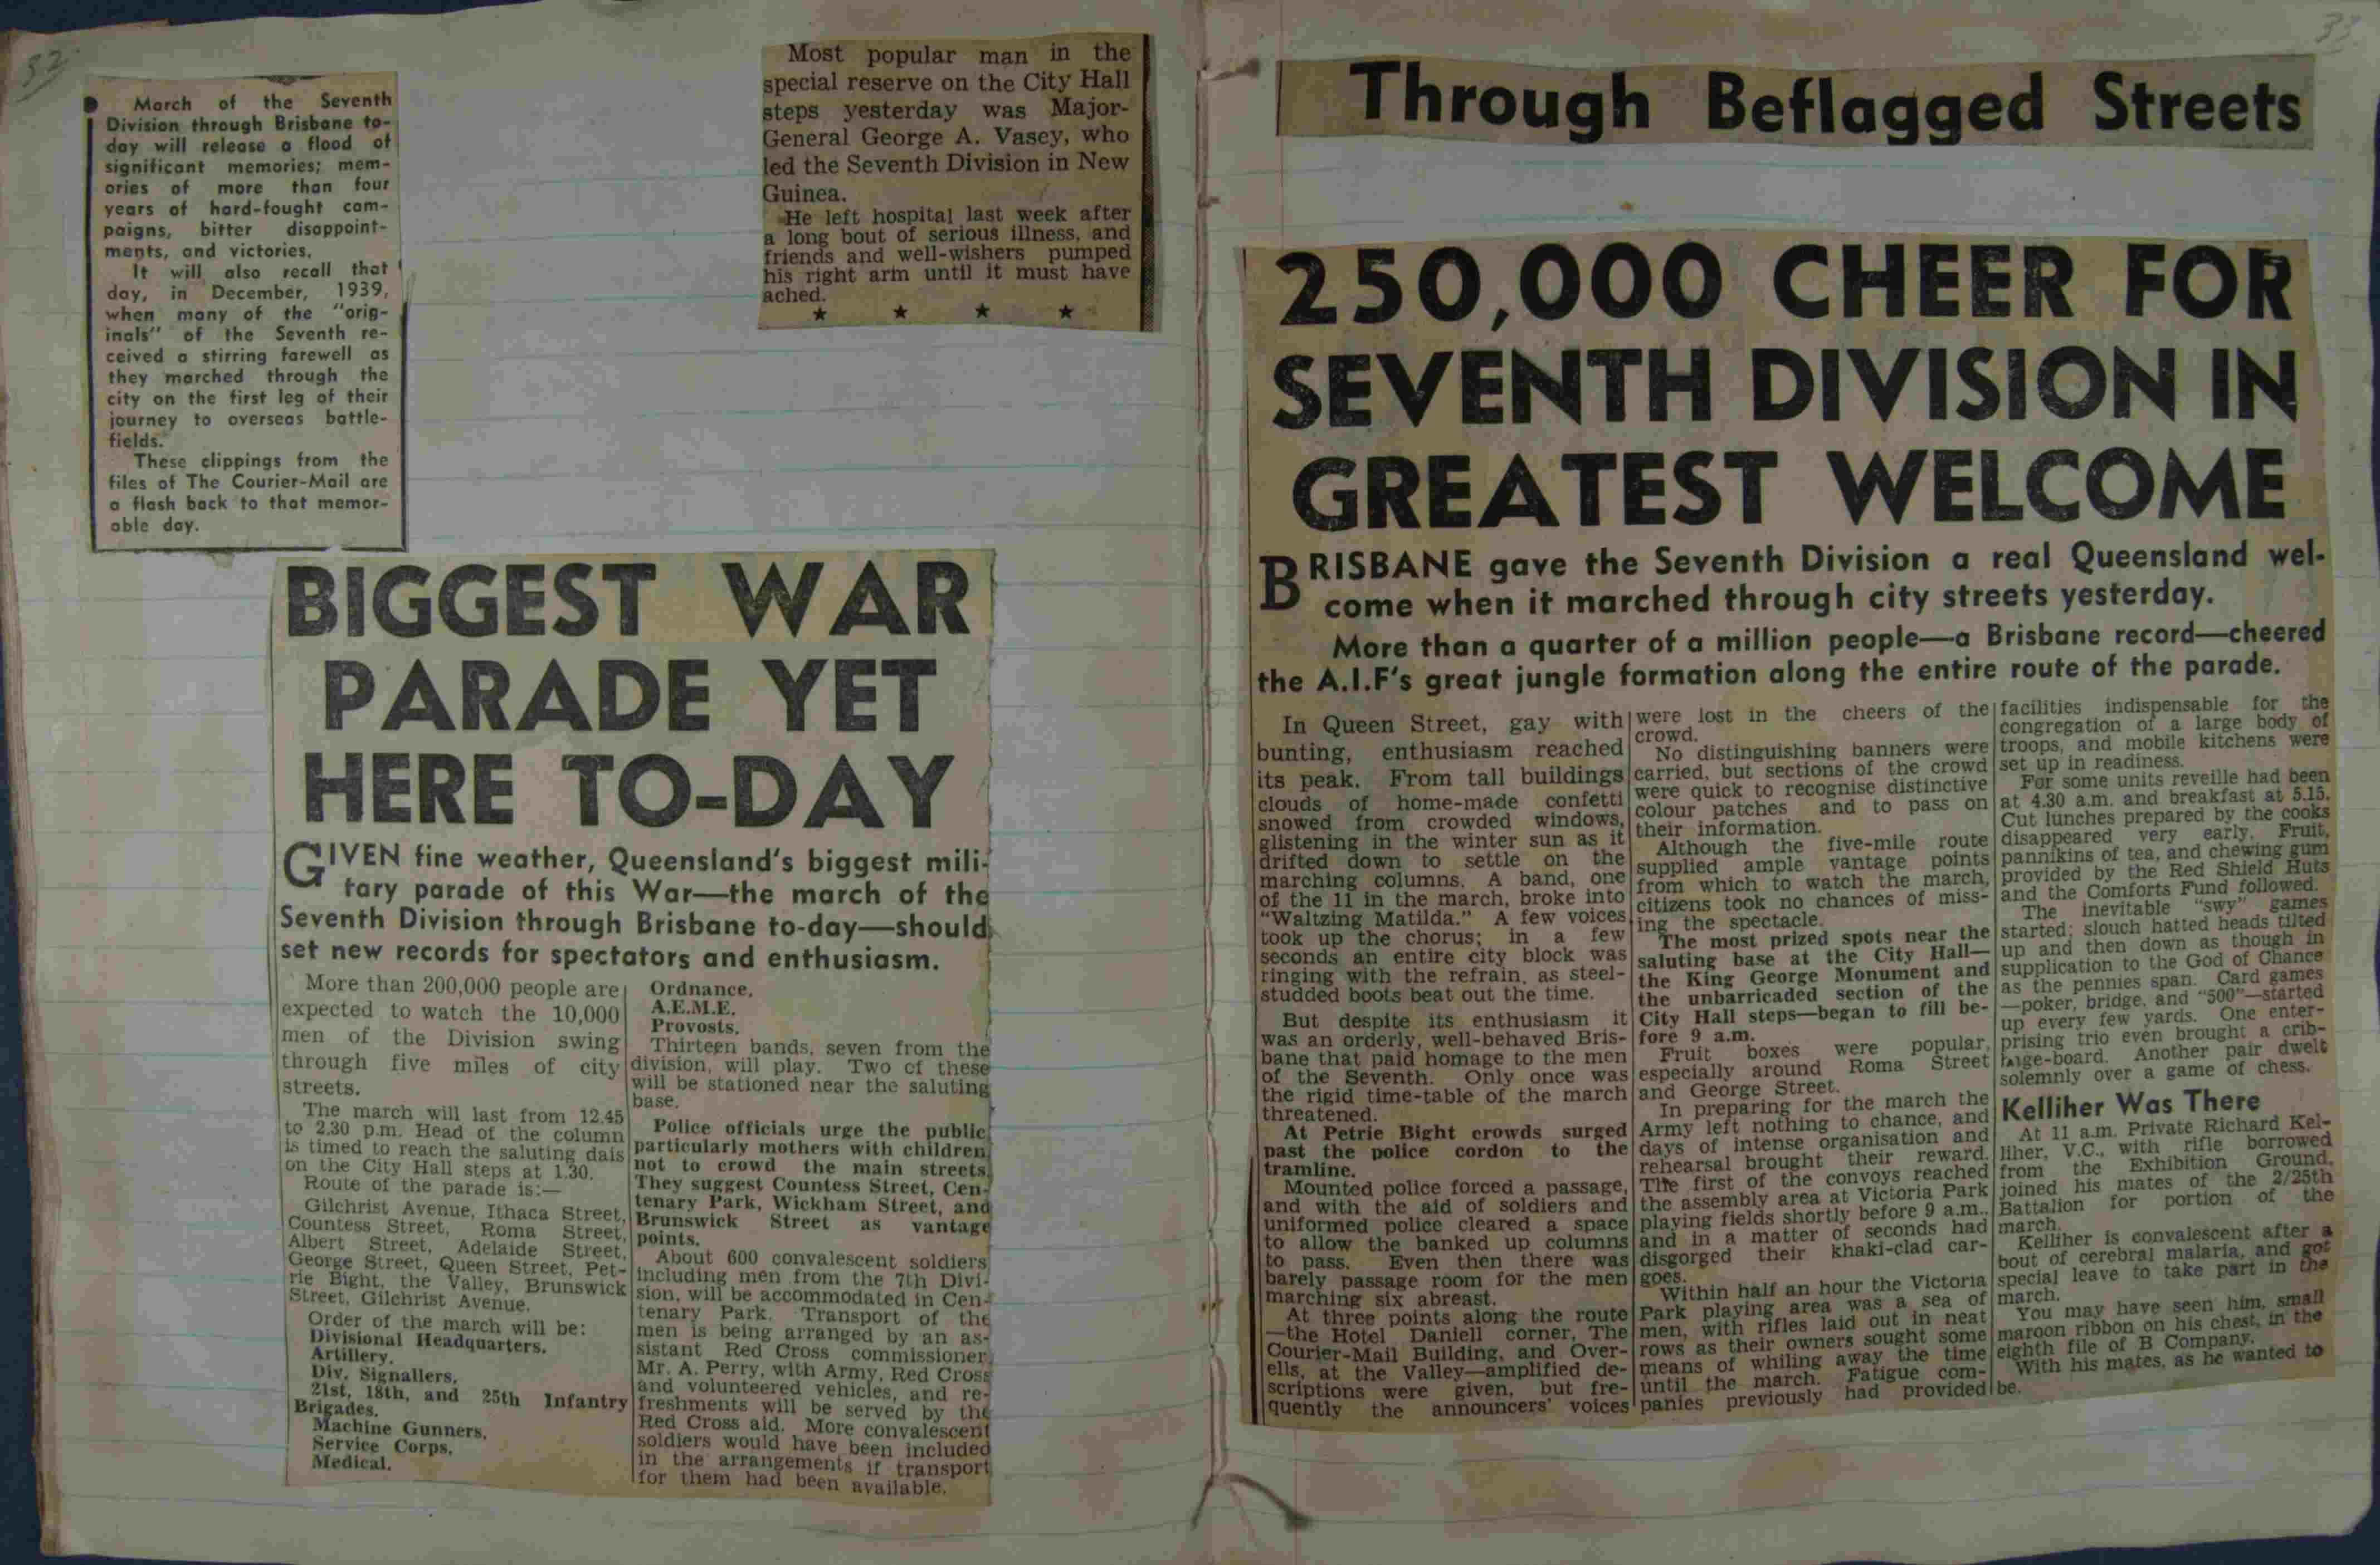 32
March of the Seventh
Division through Brisbane to-
day will release a flood of
significant memories; mem-
ories of more than four
years of hard-fought cam-
paigns, bitter disappoint-
ments, and victories.
It will also recall that
day, in December, 1939,
when many of the "orig-
inals" of the Seventh re-
ceived a stirring farewell as
they marched through the
city on the first leg of their
journey to overseas battle-
fields.
These clippings from the
files of The Courier-Mail are
a flash back to that memor-
able day.
Most popular man in the
special reserve on the City Hall
steps yesterday was Major-
General George A. Vasey, who
led the Seventh Division in New
Guinea.
He left hospital last week after
a long bout of serious illness, and
friends and well-wishers pumped
his right arm until it must have
ached.
★ ★ ★ ★
BIGGEST WAR
PARADE YET
HERE TO-DAY
GIVEN fine weather, Queensland's biggest mili-
tary parade of this War—the march of the
Seventh Division through Brisbane to-day—should
set new records for spectators and enthusiasm.
More than 200,000 people are
expected to watch the 10,000
men of the Division swing
through five miles of city
streets.
The march will last from 12.45
to 2.30 p.m. Head of the column
is timed to reach the saluting dais
on the City Hall steps at 1.30.
Route of the parade is:—
Gilchrist Avenue, Ithaca Street,
Countess Street, Roma Street,
Albert Street, Adelaide Street,
George Street, Queen Street, Pet-
rie Bight, the Valley, Brunswick
Street, Gilchrist Avenue.
Order of the march will be:
Divisional Headquarters.
Artillery.
Div. Signallers.
21st, 18th, and 25th Infantry
Brigades.
Machine Gunners.
Service Corps.
Medical.
Ordnance.
A.E.M.E.
Provosts.
Thirteen bands, seven from the
division, will play. Two of these
will be stationed near the saluting
base.
Police officials urge the public,
particularly mothers with children,
not to crowd the main streets.
They suggest Countess Street, Cen-
tenary Park, Wickham Street, and
Brunswick Street as vantage
points.
About 600 convalescent soldiers
including men from the 7th Divi-
sion, will be accommodated in Cen-
tenary Park. Transport of the
men is being arranged by an as-
sistant Red Cross commissioner
Mr. A. Perry, with Army, Red Cross
and volunteered vehicles, and re-
freshments will be served by the
Red Cross aid. More convalescent
soldiers would have been included
in the arrangements if transport
for them had been available.
33
Through Beflagged Streets
250,000 CHEER FOR
SEVENTH DIVISION IN
GREATEST WELCOME
BRISBANE gave the Seventh Division a real Queensland wel-
come when it marched through city streets yesterday.
More than a quarter of a million people—a Brisbane record—cheered
the A.I.F's great jungle formation along the entire route of the parade.
In Queen Street, gay with
bunting, enthusiasm reached
its peak. From tall buildings
clouds of home-made confetti
snowed from crowded windows,
glistening in the winter sun as it
drifted down to settle on the
marching columns. A band, one
of the 11 in the march, broke into
"Waltzing Matilda." A few voices
took up the chorus; in a few
seconds an entire city block was
ringing with the refrain, as steel-
studded boots beat out the time.
But despite its enthusiasm it
was an orderly, well-behaved Bris-
bane that paid homage to the men
of the Seventh. Only once was
the rigid time-table of the march
threatened.
At Petrie Bight crowds surged
past the police cordon to the
tramline.
Mounted police forced a passage,
and with the aid of soldiers and
uniformed police cleared a space
to allow the banked up columns
to pass. Even then there was
barely passage room for the men
marching six abreast.
At three points along the route
—the Hotel Daniell corner, The
Courier-Mail Building, and Over-
ells, at the Valley—amplified de-
scriptions were given, but fre-
quently the announcers' voices
were lost in the cheers of the
crowd.
No distinguishing banners were
carried, but sections of the crowd
were quick to recognise distinctive
colour patches and to pass on
their information.
Although the five-mile route
supplied ample vantage points
from which to watch the march,
citizens took no chances of miss-
ing the spectacle.
The most prized spots near the
saluting base at the City Hall—
the King George Monument and
the unbarricaded section of the
City Hall steps—began to fill be-
fore 9 a.m.
Fruit boxes were popular,
especially around Roma Street
and George Street.
In preparing for the march the
Army left nothing to chance, and
days of intense organisation and
rehearsal brought their reward.
The first of the convoys reached
the assembly area at Victoria Park
playing fields shortly before 9 a.m.,
and in a matter of seconds had
disgorged their khaki-clad car-
goes.
Within half an hour the Victoria
Park playing area was a sea of
men, with rifles laid out in neat
rows as their owners sought some
means of whiling away the time
until the march. Fatigue com-
panies previously had provided
facilities indispensable for the
congregation of a large body of
troops, and mobile kitchens were
set up in readiness.
For some units reveille had been
at 4.30 a.m. and breakfast at 5.15.
Cut lunches prepared by the cooks
disappeared very early. Fruit,
pannikins of tea, and chewing gum
provided by the Red Shield Huts
and the Comforts Fund followed.
The inevitable "swy" games
started; slouch hatted heads tilted
up and then down as though in
supplication to the God of Chance
as the pennies span. Card games
—poker, bridge, and "500"—started
up every few yards. One enter-
prising trio even brought a crib-
bage-board. Another pair dwelt
solemnly over a game of chess.
Kelliher Was There
At 11 a.m. Private Richard Kel-
liher, V.C., with rifle borrowed
from the Exhibition Ground,
joined his mates of the 2/25th
Battalion for portion of the
march.
Kelliher is convalescent after a
bout of cerebral malaria, and got
special leave to take part in the
march.
You may have seen him, small
maroon ribbon on his chest, in the
eighth file of B Company.
With his mates, as he wanted to
be.